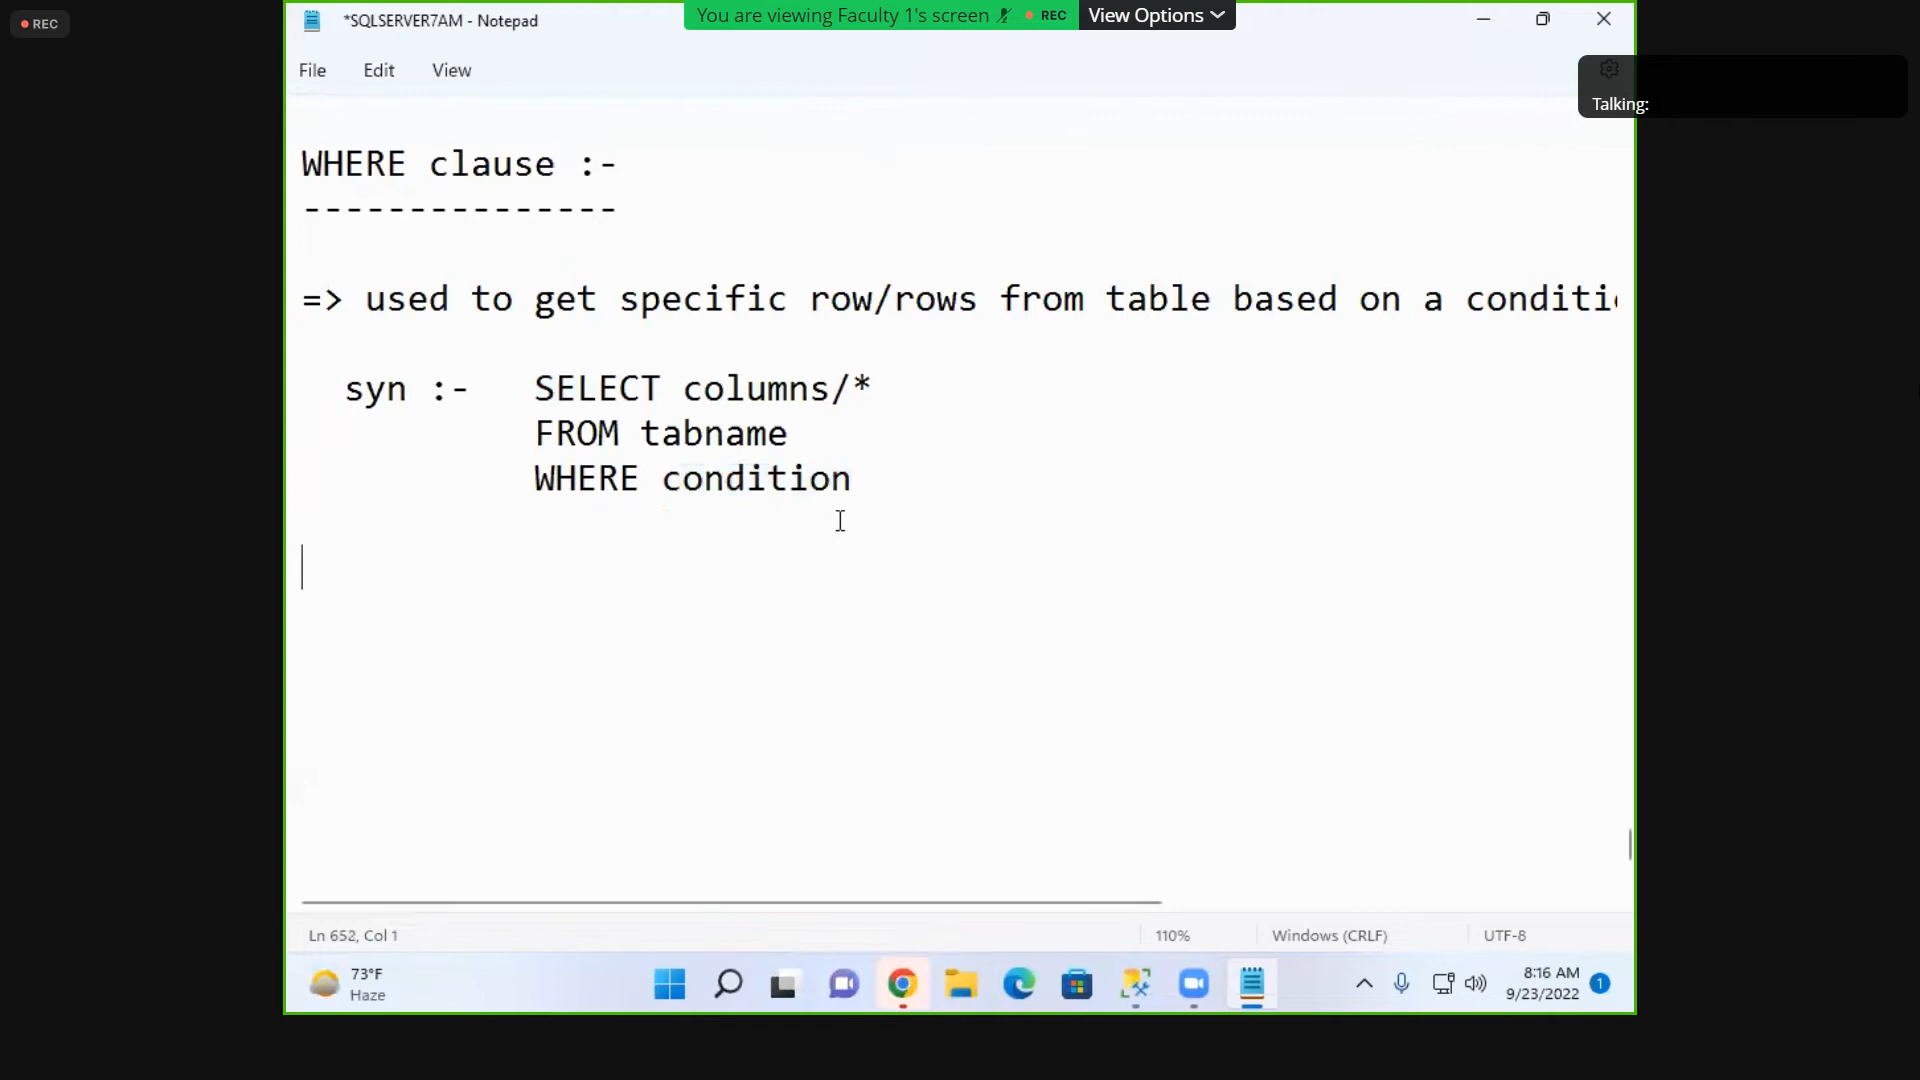 REC
*SQLSERVER7AM - Notepad
You are viewing Faculty 1's screen REC View Options
File Edit View
Talking:
WHERE clause :-
---------------
=> used to get specific row/rows from table based on a conditi
syn :- SELECT columns/*
FROM tabname
WHERE condition
Ln 652, Col 1 110% Windows (CRLF) UTF-8
73°F
Haze
8:16 AM
9/23/2022
1